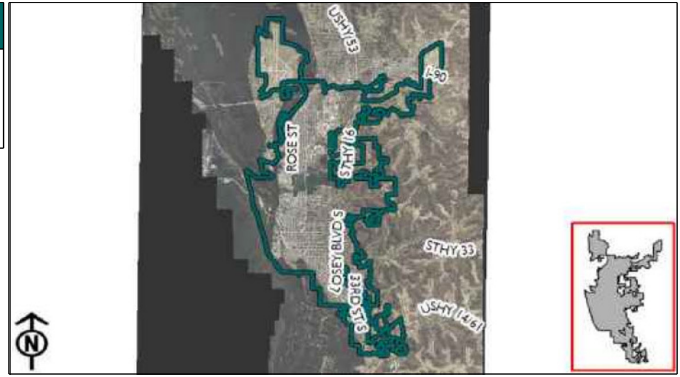 USHY 53
I-90
ROSE ST
STHY 16
LOSEY BLVD S
STHY 33
33RD ST S
USHY 14/61
N